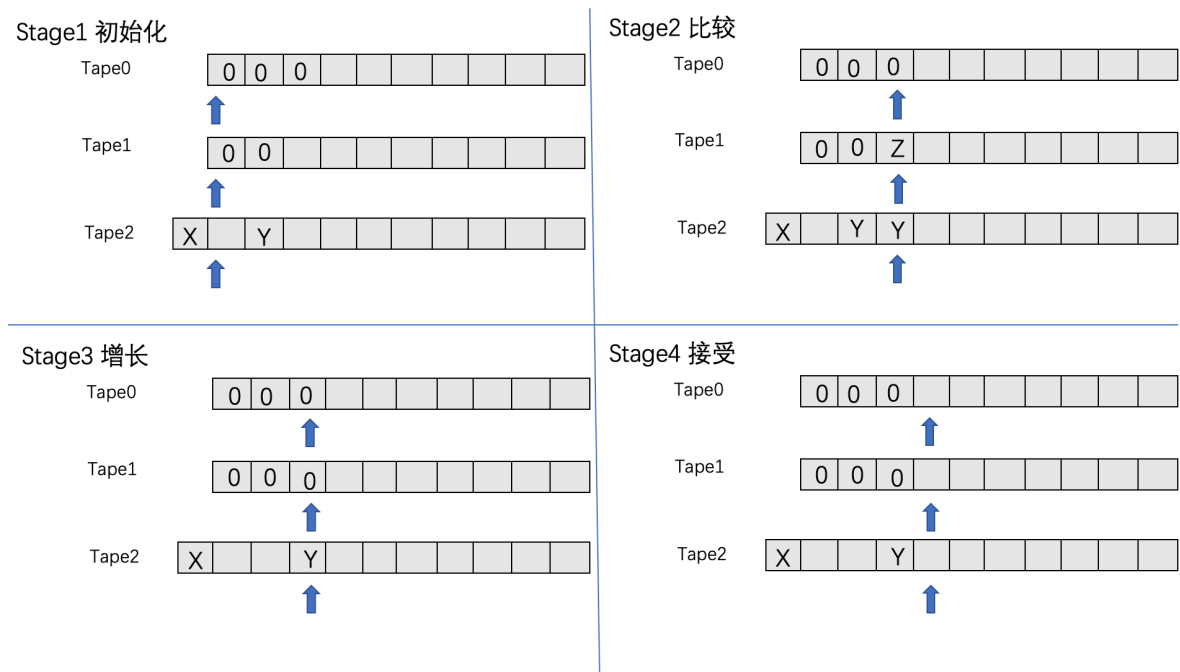 Stage1 初始化
Tape0 0 0 0
Tape1 0 0
Tape2 X Y
Stage2 比较
Tape0 0 0 0
Tape1 0 0 Z
Tape2 X Y Y
Stage3 增长
Tape0 0 0 0
Tape1 0 0 0
Tape2 X Y
Stage4 接受
Tape0 0 0 0
Tape1 0 0 0
Tape2 X Y